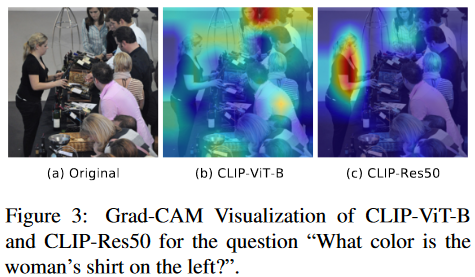 (a) Original (b) CLIP-ViT-B (c) CLIP-Res50
Figure 3: Grad-CAM Visualization of CLIP-ViT-B
and CLIP-Res50 for the question “What color is the
woman’s shirt on the left?”.